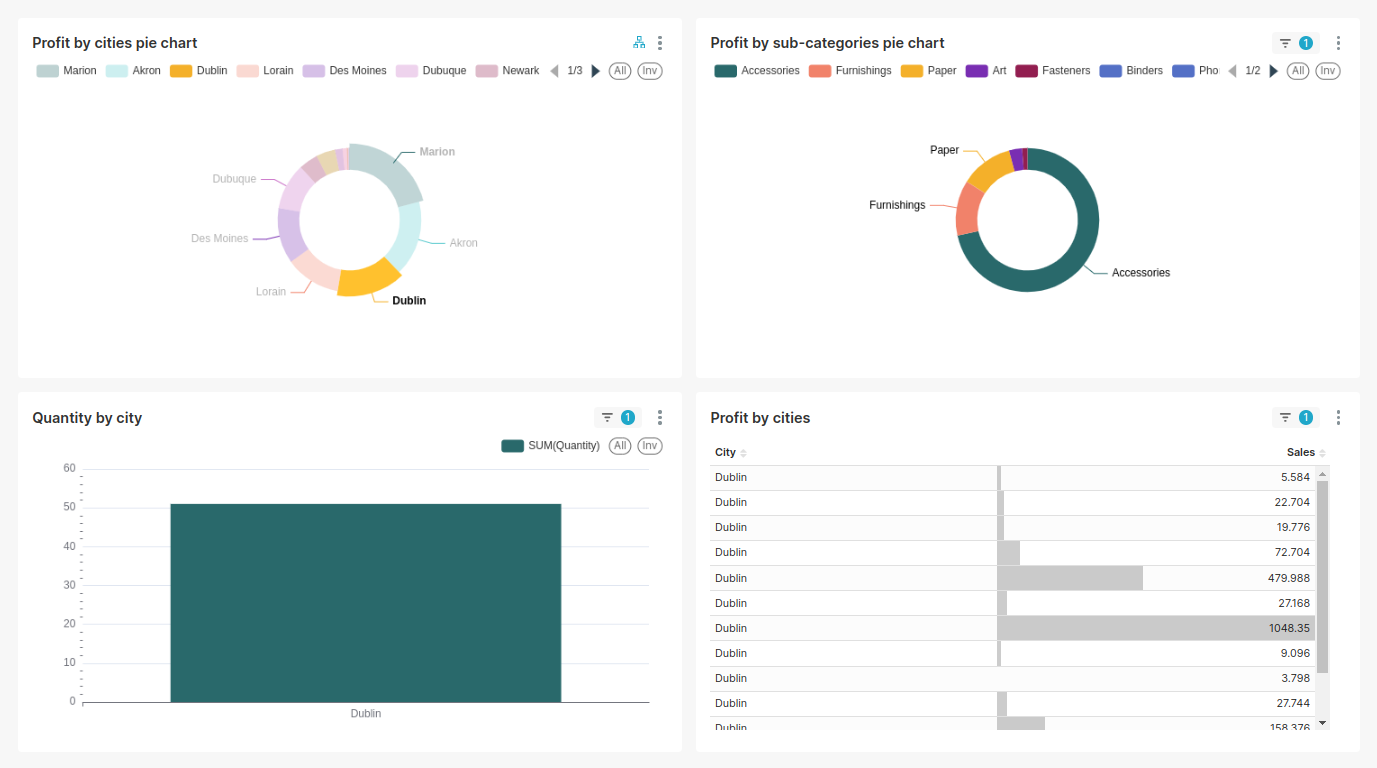 Profit by cities pie chart
Marion Akron Dublin Lorain Des Moines Dubuque Newark 1/3 All Inv
Marion
Dubuque
Des Moines
Akron
Lorain
Dublin
Profit by sub-categories pie chart 1
Accessories Furnishings Paper Art Fasteners Binders Pho 1/2 All Inv
Paper
Furnishings
Accessories
Quantity by city 1
SUM(Quantity) All Inv
60
50
40
30
20
10
0
Dublin
Profit by cities 1
City Sales
Dublin 5.584
Dublin 22.704
Dublin 19.776
Dublin 72.704
Dublin 479.988
Dublin 27.168
Dublin 1048.35
Dublin 9.096
Dublin 3.798
Dublin 27.744
Dublin 158.376